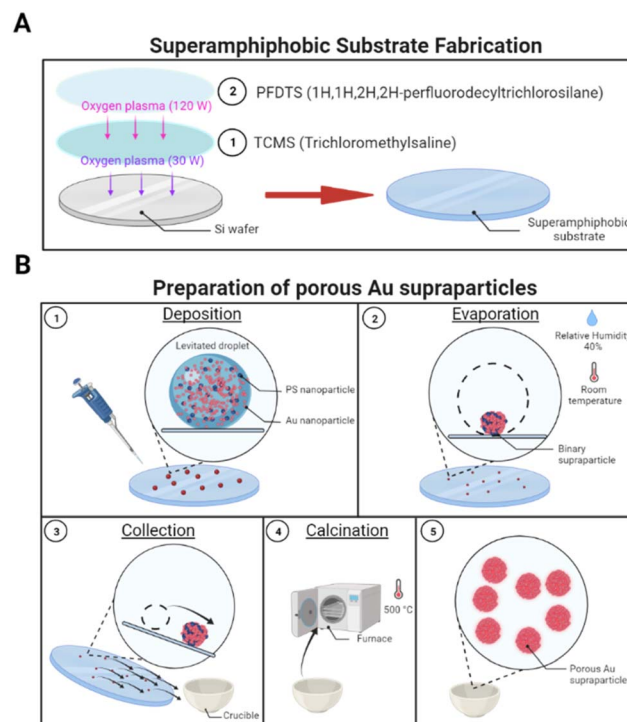 A
Superamphiphobic Substrate Fabrication
2 PFDTS (1H,1H,2H,2H-perfluorodecyltrichlorosilane)
Oxygen plasma (120 W)
1 TCMS (Trichloromethylsaline)
Oxygen plasma (30 W)
Si wafer
Superamphiphobic
substrate
B
Preparation of porous Au supraparticles
1 Deposition
Levitated droplet
PS nanoparticle
Au nanoparticle
2 Evaporation
Relative Humidity
40%
Room
temperature
Binary
supraparticle
3 Collection
Crucible
4 Calcination
500 °C
Furnace
5
Porous Au
supraparticle